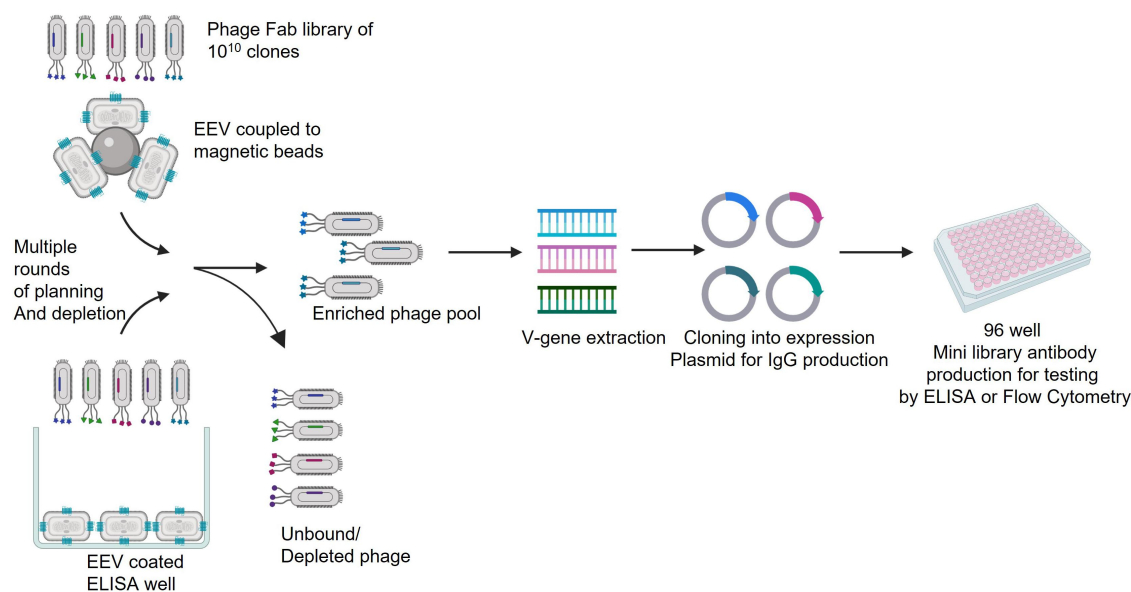 Phage Fab library of
10¹⁰ clones
EEV coupled to
magnetic beads
Multiple
rounds
of planning
And depletion
Enriched phage pool
V-gene extraction
Cloning into expression
Plasmid for IgG production
96 well
Mini library antibody
production for testing
by ELISA or Flow Cytometry
EEV coated
ELISA well
Unbound/
Depleted phage